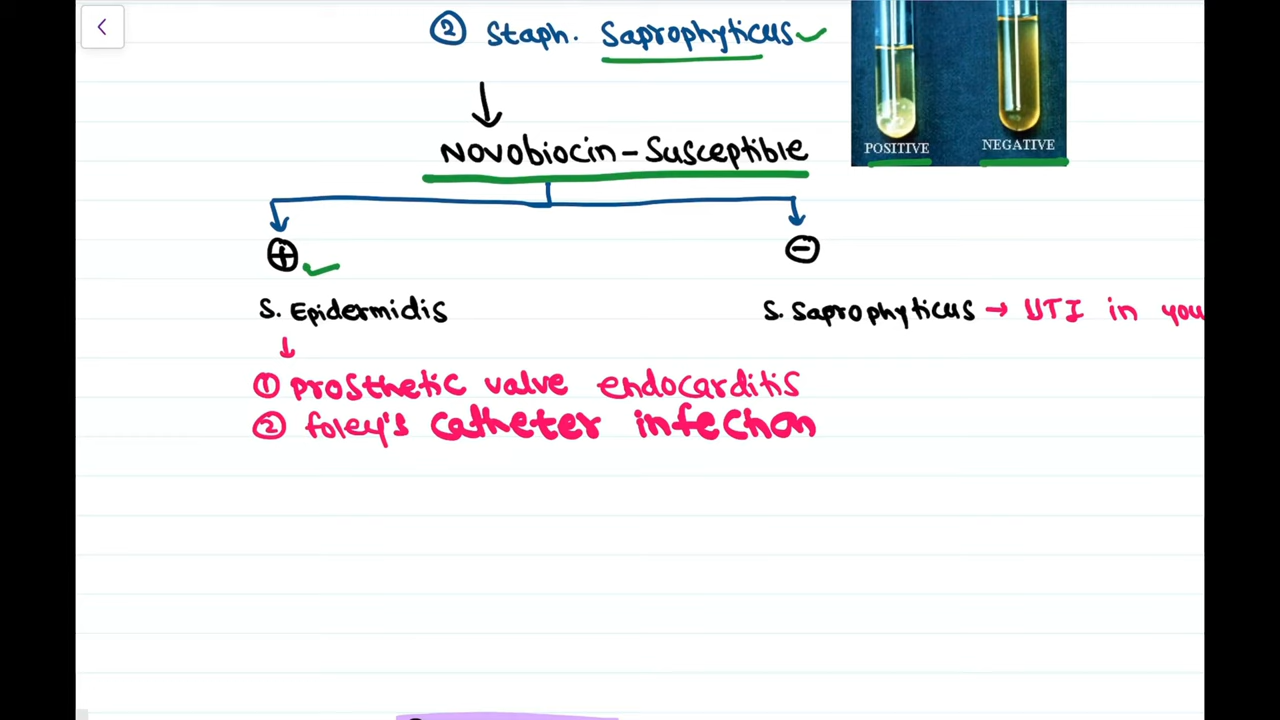 ② Staph. Saprophyticus
POSITIVE NEGATIVE
Novobiocin - Susceptible
+ -
S. Epidermidis
S. Saprophyticus → UTI in you
① prosthetic valve endocarditis
② foley's catheter infection